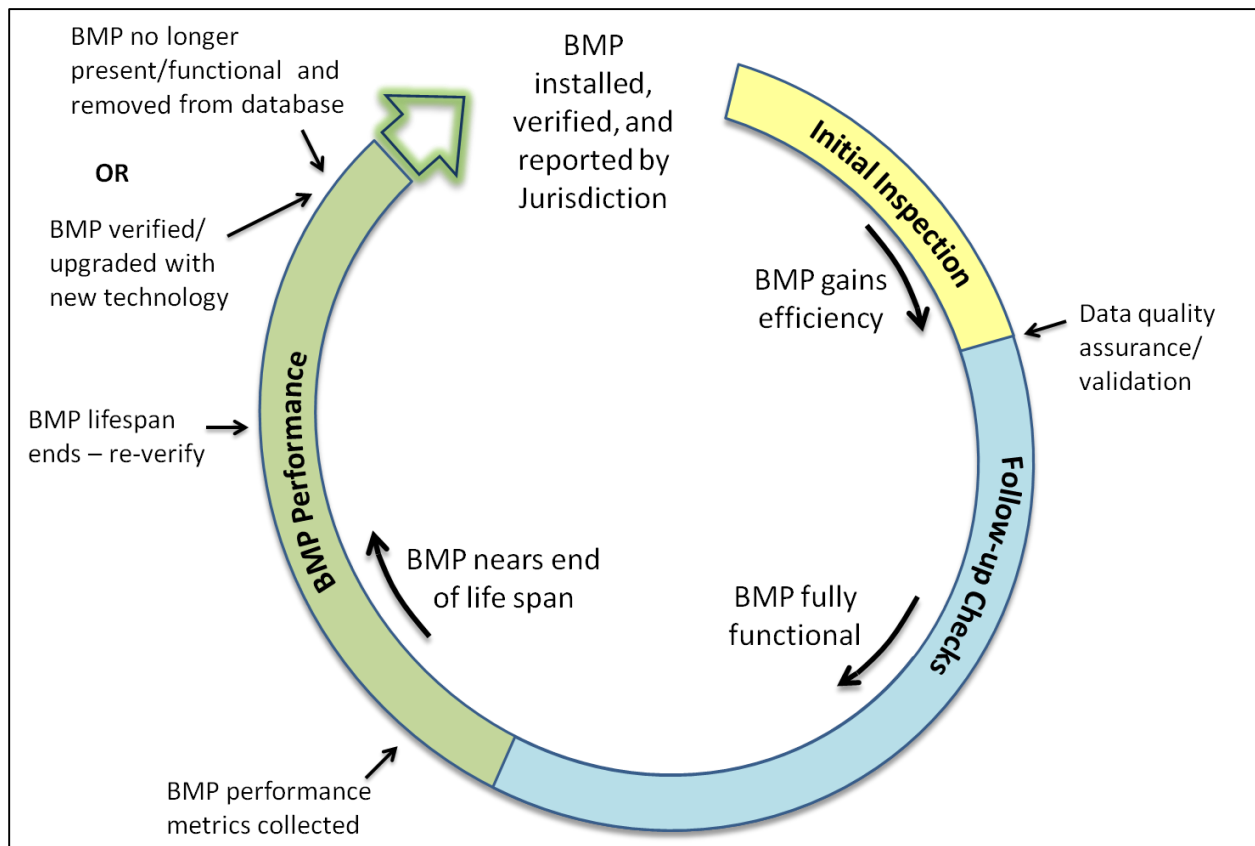 BMP no longer
present/functional and
removed from database
OR
BMP verified/
upgraded with
new technology
BMP lifespan
ends – re-verify
BMP
installed,
verified, and
reported by
Jurisdiction
Initial Inspection
BMP gains
efficiency
Data quality
assurance/
validation
Follow-up Checks
BMP fully
functional
BMP nears end
of life span
BMP Performance
BMP performance
metrics collected